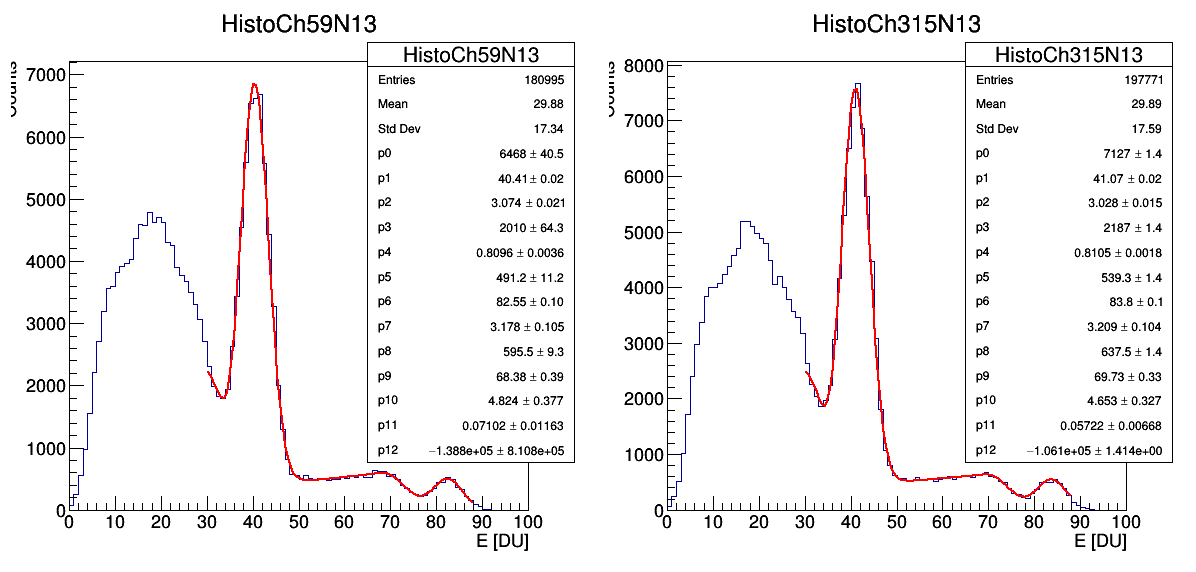 HistoCh59N13
HistoCh59N13
Entries 180995
Mean 29.88
Std Dev 17.34
p0 6468 ± 40.5
p1 40.41 ± 0.02
p2 3.074 ± 0.021
p3 2010 ± 64.3
p4 0.8096 ± 0.0036
p5 491.2 ± 11.2
p6 82.55 ± 0.10
p7 3.178 ± 0.105
p8 595.5 ± 9.3
p9 68.38 ± 0.39
p10 4.824 ± 0.377
p11 0.07102 ± 0.01163
p12 −1.388e+05 ± 8.108e+05
7000
6000
5000
4000
3000
2000
1000
0
0 10 20 30 40 50 60 70 80 90 100
E [DU]
HistoCh315N13
HistoCh315N13
Entries 197771
Mean 29.89
Std Dev 17.59
p0 7127 ± 1.4
p1 41.07 ± 0.02
p2 3.028 ± 0.015
p3 2187 ± 1.4
p4 0.8105 ± 0.0018
p5 539.3 ± 1.4
p6 83.8 ± 0.1
p7 3.209 ± 0.104
p8 637.5 ± 1.4
p9 69.73 ± 0.33
p10 4.653 ± 0.327
p11 0.05722 ± 0.00668
p12 −1.061e+05 ± 1.414e+00
8000
7000
6000
5000
4000
3000
2000
1000
0
0 10 20 30 40 50 60 70 80 90 100
E [DU]